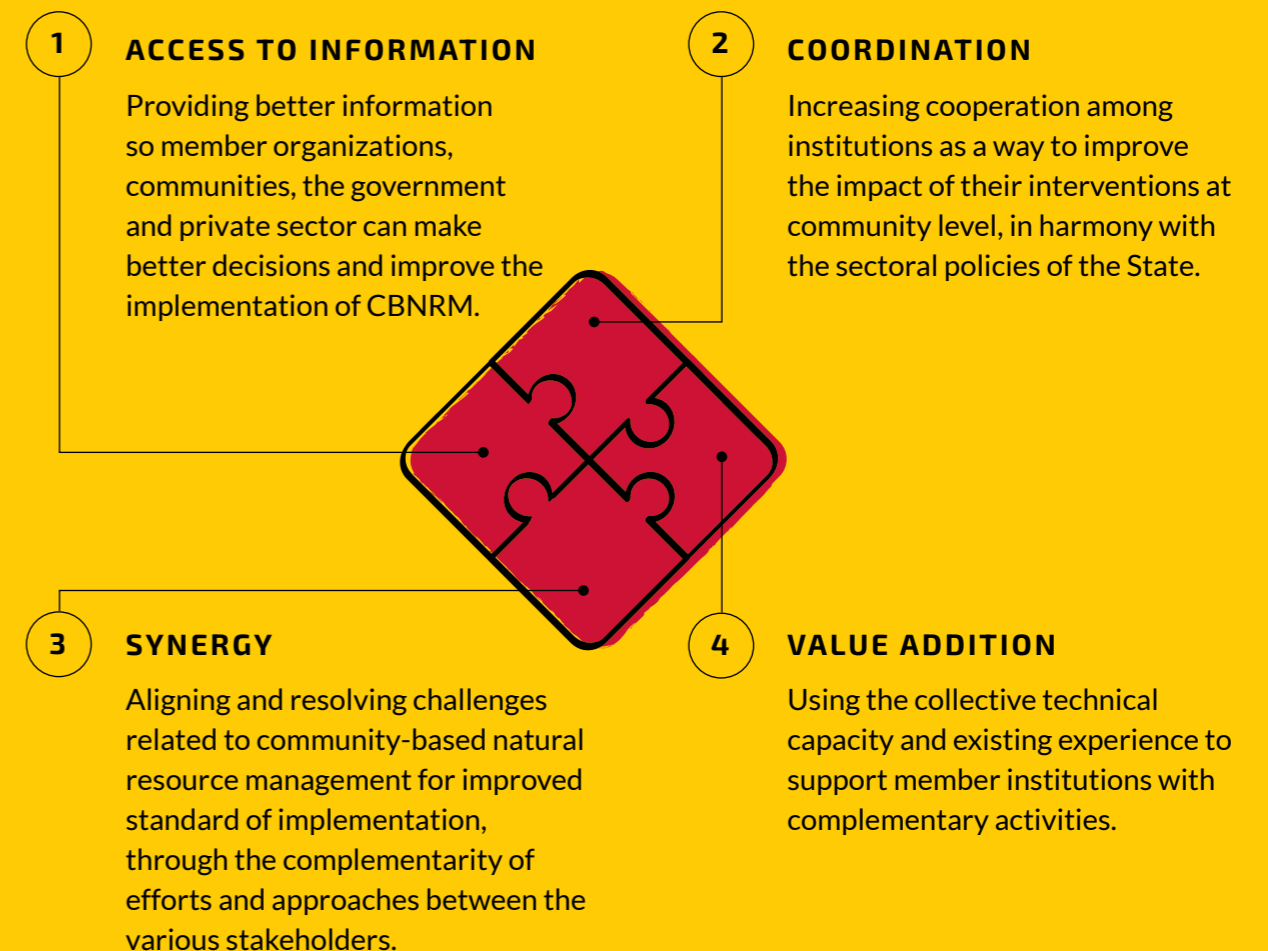 1
ACCESS TO INFORMATION
Providing better information
so member organizations,
communities, the government
and private sector can make
better decisions and improve the
implementation of CBNRM.
2
COORDINATION
Increasing cooperation among
institutions as a way to improve
the impact of their interventions at
community level, in harmony with
the sectoral policies of the State.
3
SYNERGY
Aligning and resolving challenges
related to community-based natural
resource management for improved
standard of implementation,
through the complementarity of
efforts and approaches between the
various stakeholders.
4
VALUE ADDITION
Using the collective technical
capacity and existing experience to
support member institutions with
complementary activities.